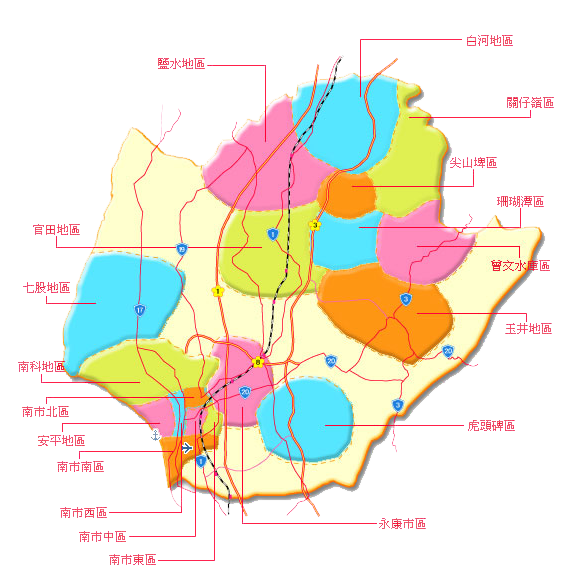 白河地區
鹽水地區
關仔嶺區
尖山埤區
珊瑚潭區
官田地區
1
3
19
曾文水庫區
七股地區
1
3
17
玉井地區
20
8
20
南科地區
20
3
南市北區
虎頭碑區
安平地區
南市南區
1
南市西區
永康市區
南市中區
南市東區